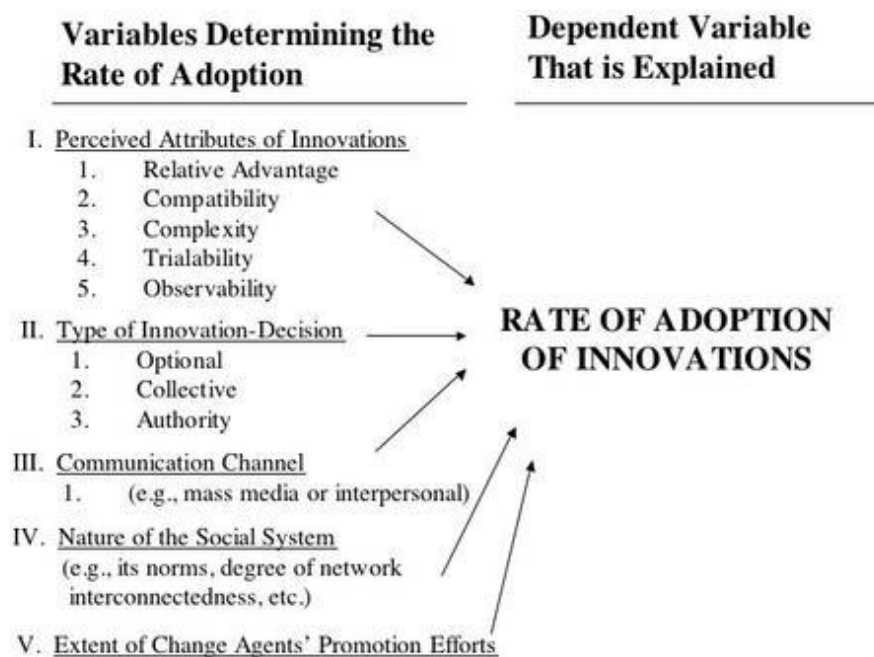 Variables Determining the
Rate of Adoption
Dependent Variable
That is Explained
I. Perceived Attributes of Innovations
1. Relative Advantage
2. Compatibility
3. Complexity
4. Trialability
5. Observability
II. Type of Innovation-Decision
1. Optional
2. Collective
3. Authority
III. Communication Channel
1. (e.g., mass media or interpersonal)
IV. Nature of the Social System
(e.g., its norms, degree of network
interconnectedness, etc.)
V. Extent of Change Agents' Promotion Efforts
RATE OF ADOPTION
OF INNOVATIONS